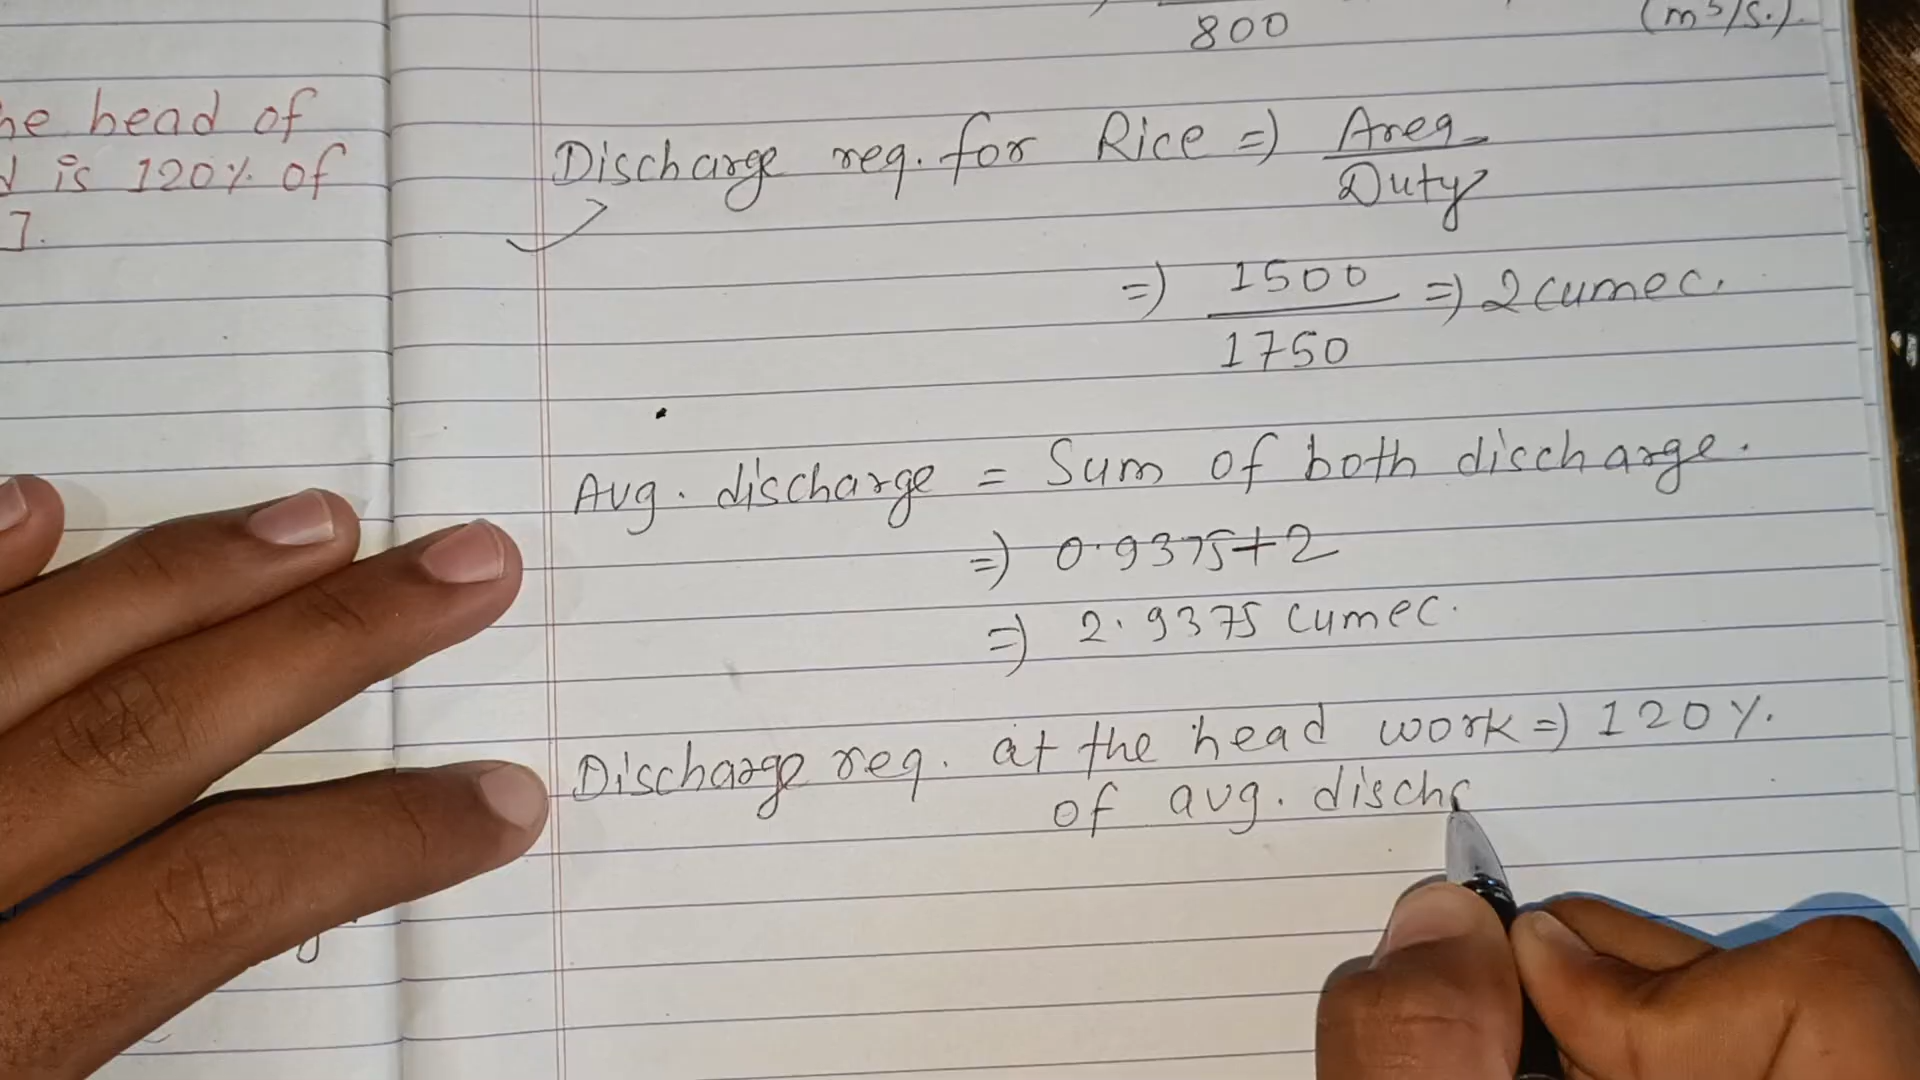 he head of
d is 120% of
].
800
(m³/s.).
Discharge req. for Rice => Area
Duty
=> 1500 => 2 cumec.
1750
Avg. discharge = Sum of both discharge.
=> 0.9375+2
=> 2.9375 cumec.
Discharge req. at the head work => 120%.
of avg. discha